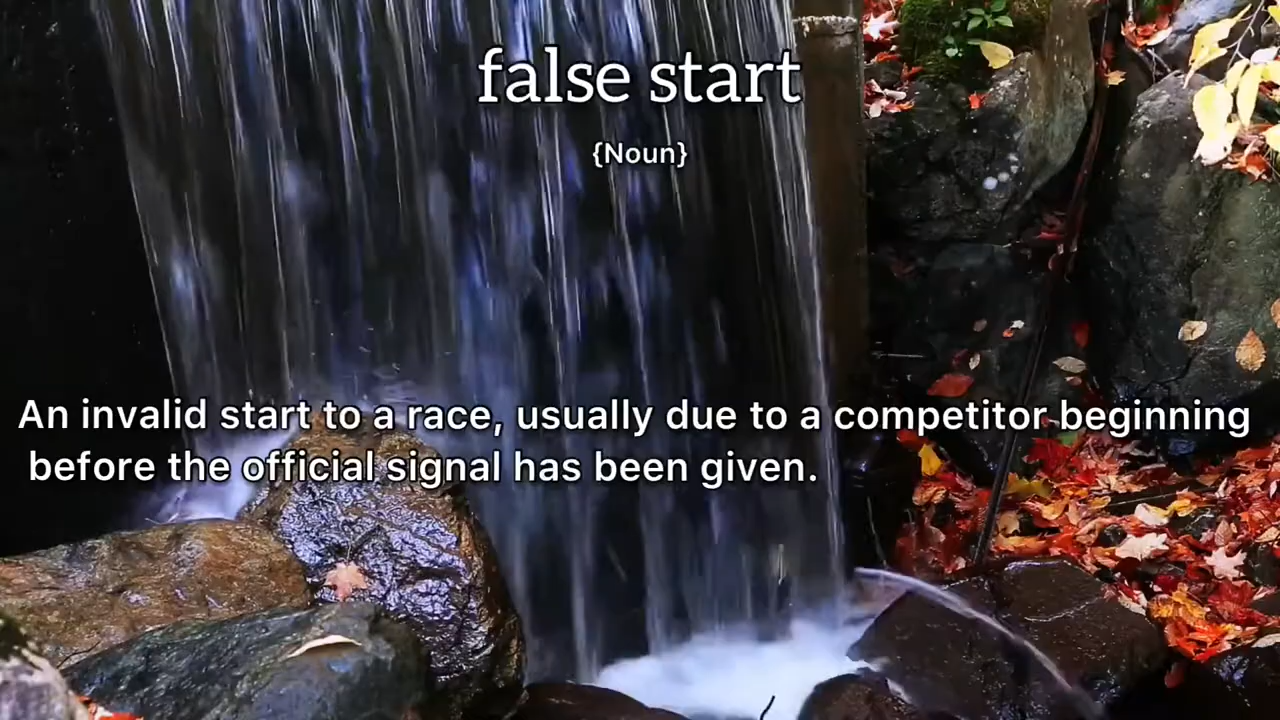 false start
{Noun}
An invalid start to a race, usually due to a competitor beginning
before the official signal has been given.